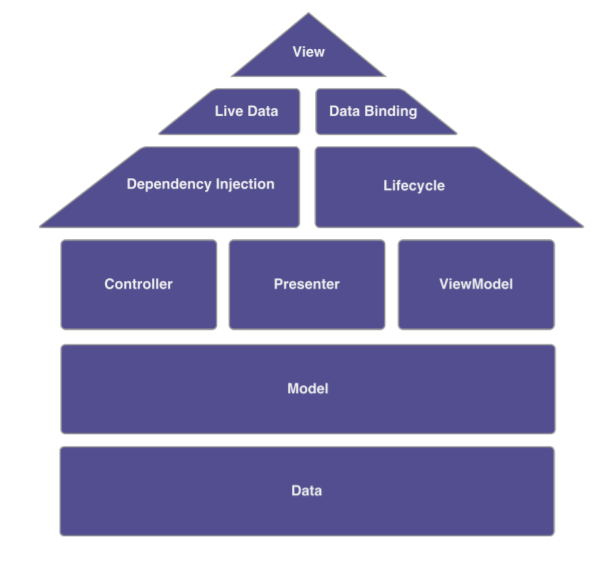 View
Live Data
Data Binding
Dependency Injection
Lifecycle
Controller
Presenter
ViewModel
Model
Data